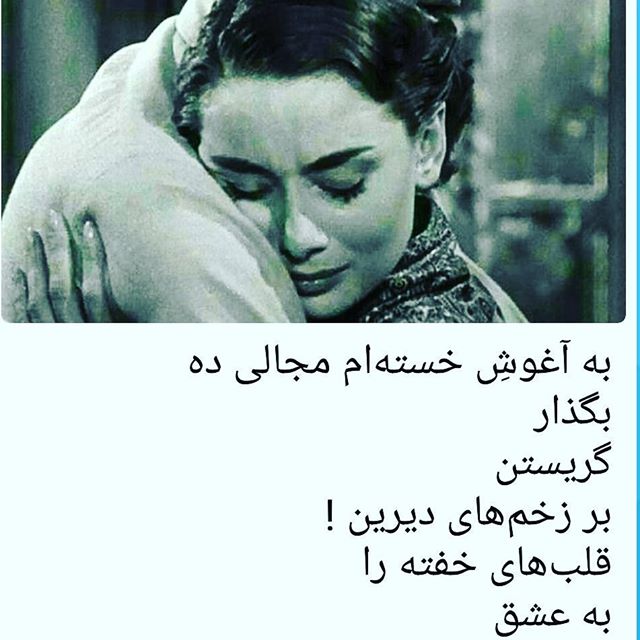 به آغوشِ خسته‌ام مجالی ده
بگذار
گریستن
بر زخم‌های دیرین !
قلب‌های خفته را
به عشق